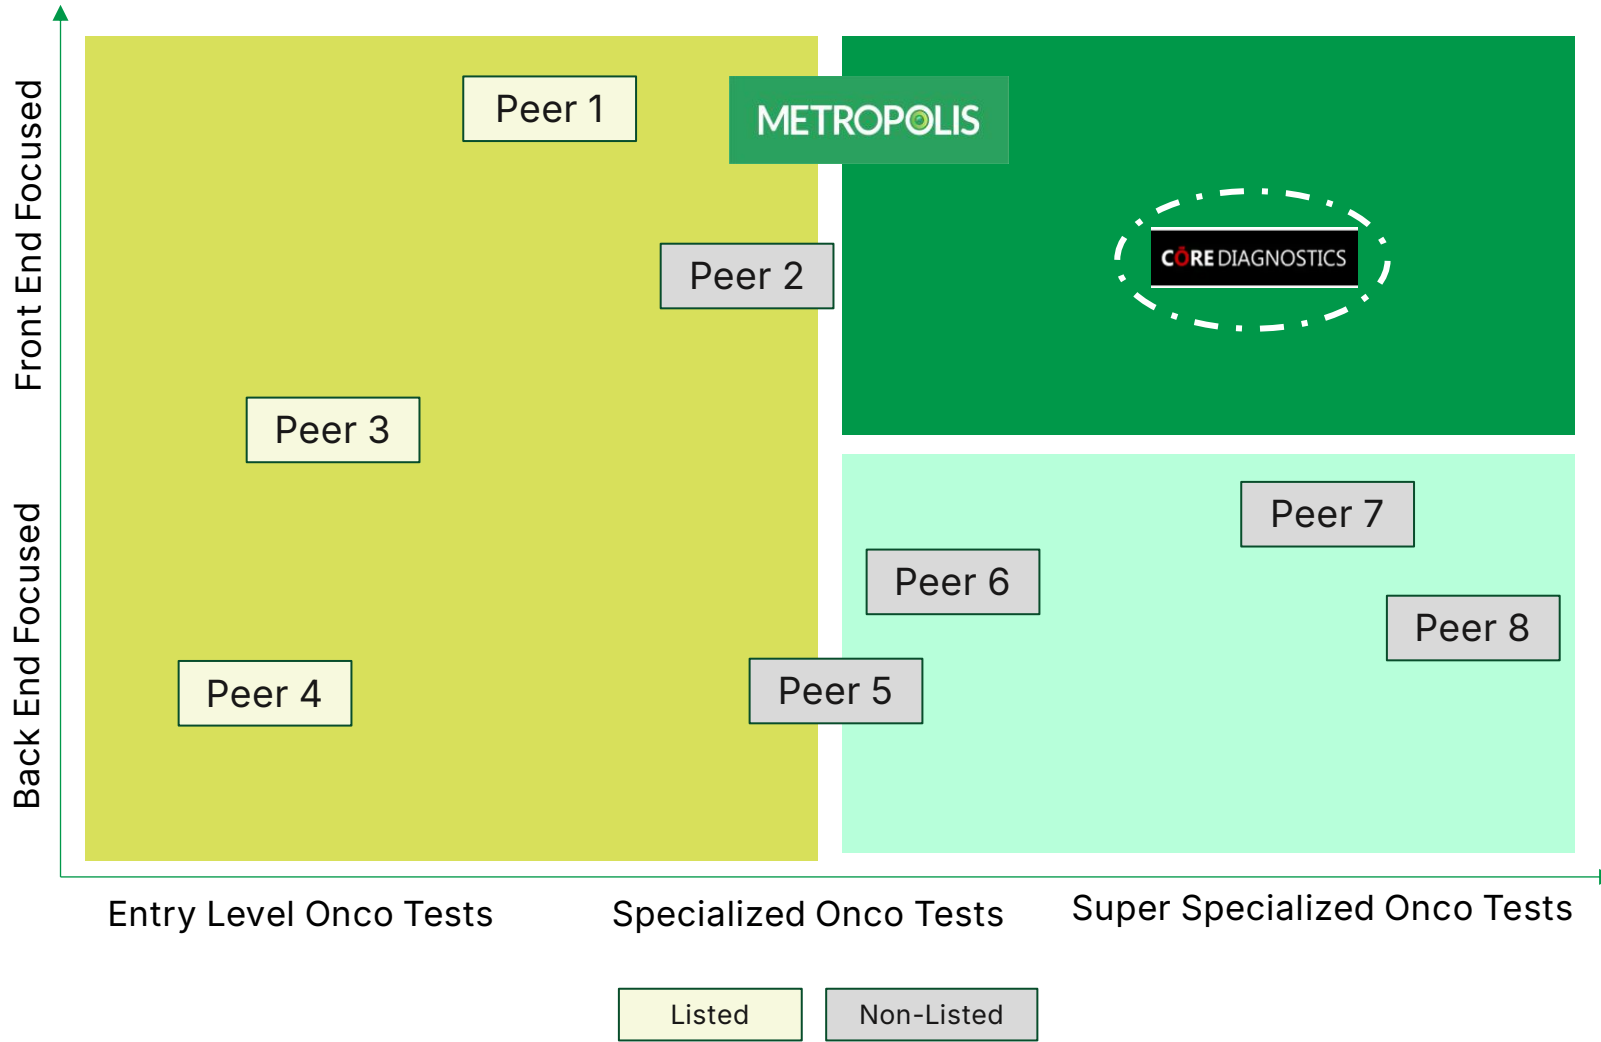 Front End Focused
Back End Focused
Peer 1
METROPOLIS
Peer 2
CŌRE DIAGNOSTICS
Peer 3
Peer 7
Peer 6
Peer 8
Peer 4
Peer 5
Entry Level Onco Tests
Specialized Onco Tests
Super Specialized Onco Tests
Listed
Non-Listed